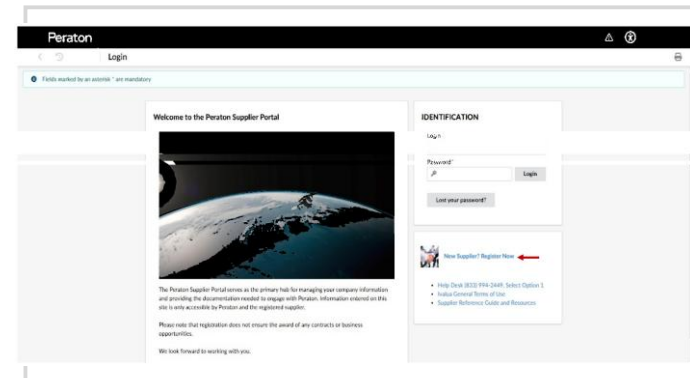 Peraton
Login
Fields marked by an asterisk * are mandatory
Welcome to the Peraton Supplier Portal
The Peraton Supplier Portal serves as the primary hub for managing your company information
and providing the documentation needed to engage with Peraton. Information entered on this
site is only accessible by Peraton and the registered supplier.
Please note that registration does not ensure the award of any contracts or business
opportunities.
We look forward to working with you.
IDENTIFICATION
Login
Password*
Login
Lost your password?
New Supplier? Register Now
Help Desk (833) 994-2449, Select Option 1
Ivalua General Terms of Use
Supplier Reference Guide and Resources